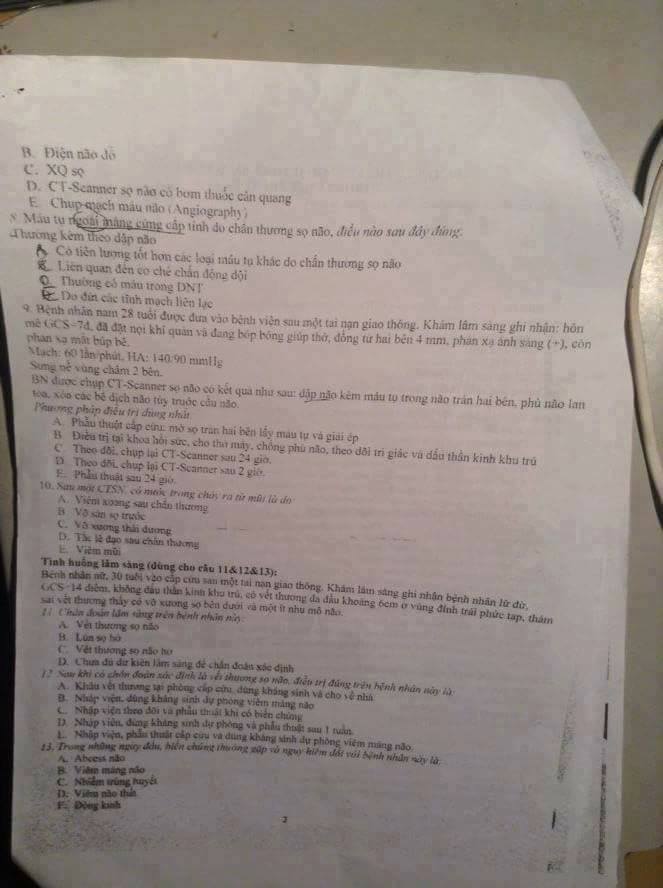 B. Điện não đồ
C. XQ sọ
D. CT-Scanner sọ não có bơm thuốc cản quang
E. Chụp mạch máu não (Angiography)
8. Máu tụ ngoài màng cứng cấp tính do chấn thương sọ não, điều nào sau đây đúng:
Thường kèm theo dập não
Có tiên lượng tốt hơn các loại máu tụ khác do chấn thương sọ não
Liên quan đến cơ chế chấn động dội
Thường có máu trong DNT
E. Do đứt các tĩnh mạch liên lạc
9. Bệnh nhân nam 28 tuổi được đưa vào bệnh viện sau một tai nạn giao thông. Khám lâm sàng ghi nhận: hôn
mê GCS=7đ, đã đặt nội khí quản và đang bóp bóng giúp thở, đồng tử hai bên 4 mm, phản xạ ánh sáng (+), còn
phản xạ mắt búp bê.
Mạch: 60 lần/phút, HA: 140/90 mmHg
Sưng nề vùng chẩm 2 bên.
BN được chụp CT-Scanner sọ não có kết quả như sau: dập não kèm máu tụ trong não trán hai bên, phù não lan
tỏa, xóa các bể dịch não tủy trước cầu não.
Phương pháp điều trị đúng nhất
A. Phẫu thuật cấp cứu: mở sọ trán hai bên lấy máu tụ và giải ép
B. Điều trị tại khoa hồi sức, cho thở máy, chống phù não, theo dõi tri giác và dấu thần kinh khu trú
C. Theo dõi, chụp lại CT-Scanner sau 24 giờ.
D. Theo dõi, chụp lại CT-Scanner sau 2 giờ.
E. Phẫu thuật sau 24 giờ.
10. Sau một CTSN, có nước trong chảy ra từ mũi là do
A. Viêm xoang sau chấn thương
B. Vỡ sàn sọ trước
C. Vỡ xương thái dương
D. Tắc lệ đạo sau chấn thương
E. Viêm mũi
Tình huống lâm sàng (dùng cho câu 11&12&13):
Bệnh nhân nữ, 30 tuổi vào cấp cứu sau một tai nạn giao thông. Khám lâm sàng ghi nhận bệnh nhân lừ đừ,
GCS=14 điểm, không dấu thần kinh khu trú, có vết thương da đầu khoảng 6cm ở vùng đỉnh trái phức tạp, thám
sát vết thương thấy có vỡ xương sọ bên dưới và một ít nhu mô não.
11. Chẩn đoán lâm sàng trên bệnh nhân này:
A. Vết thương sọ não
B. Lún sọ hở
C. Vết thương sọ não hở
D. Chưa đủ dữ kiện lâm sàng để chẩn đoán xác định
12. Sau khi có chẩn đoán xác định là vết thương sọ não, điều trị đúng trên bệnh nhân này là
A. Khâu vết thương tại phòng cấp cứu, dùng kháng sinh và cho về nhà
B. Nhập viện, dùng kháng sinh dự phòng viêm màng não
C. Nhập viện theo dõi và phẫu thuật khi có biến chứng
D. Nhập viện, dùng kháng sinh dự phòng và phẫu thuật sau 1 tuần.
E. Nhập viện, phẫu thuật cấp cứu và dùng kháng sinh dự phòng viêm màng não.
13. Trong những ngày đầu, biến chứng thường gặp và nguy hiểm đối với bệnh nhân này là:
A. Abcess não
B. Viêm màng não
C. Nhiễm trùng huyết
D. Viêm não thất
E. Động kinh
2